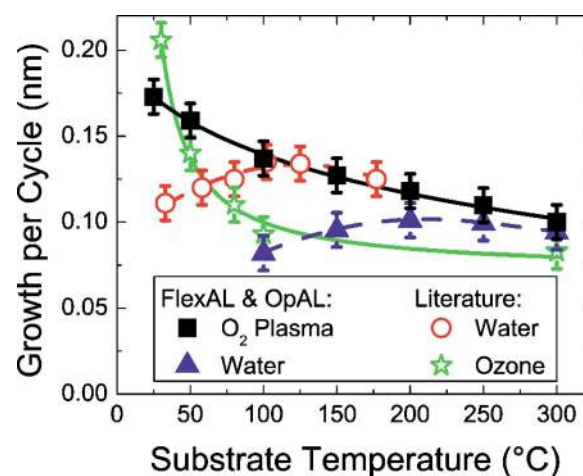 Growth per Cycle (nm)
0.20
0.15
0.10
0.05
0.00
FlexAL & OpAL: Literature:
O2 Plasma Water
Water Ozone
0 50 100 150 200 250 300
Substrate Temperature (°C)